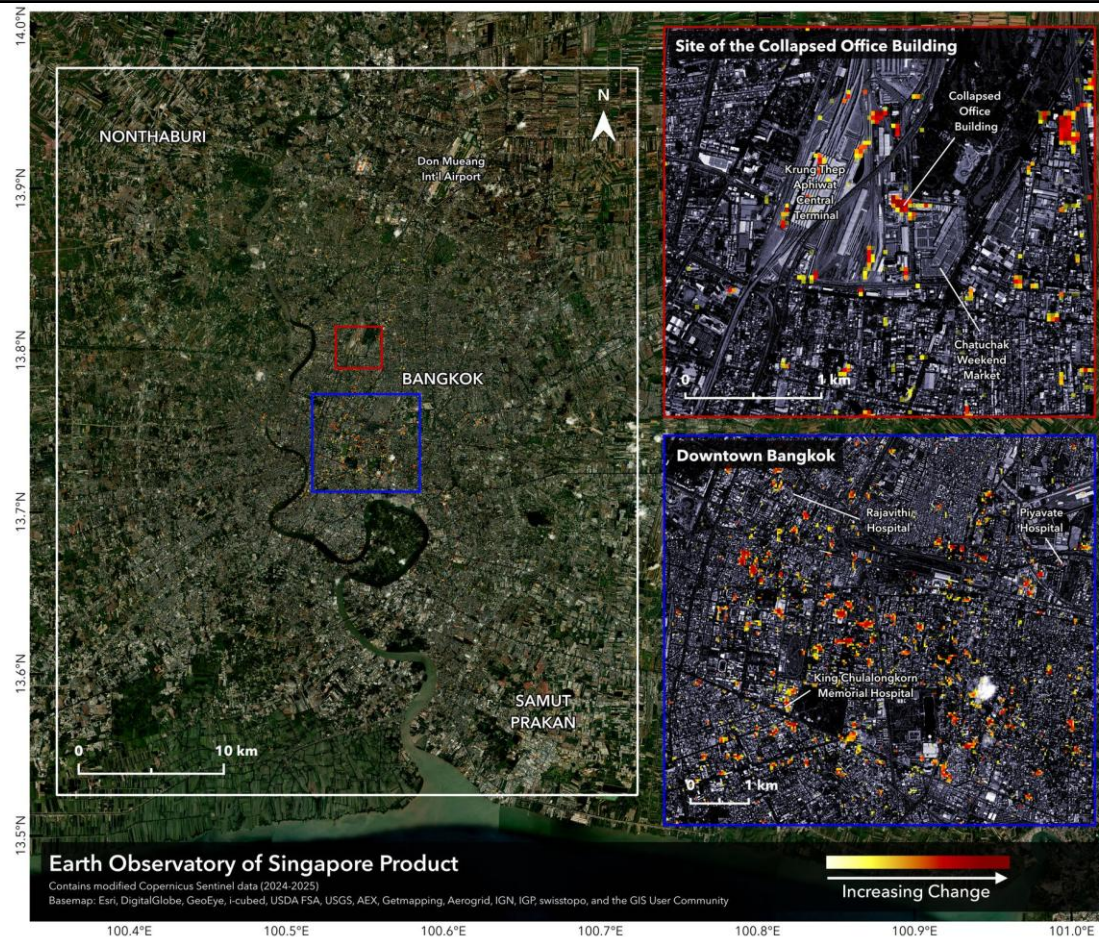 14.0°N
13.9°N
13.8°N
13.7°N
13.6°N
13.5°N
NONTHABURI
N
Don Mueang
Int'l Airport
BANGKOK
SAMUT
PRAKAN
0 10 km
Site of the Collapsed Office Building
Collapsed
Office
Building
Krung Thep
Aphiwat
Central
Terminal
Chatuchak
Weekend
Market
0 1 km
Downtown Bangkok
Rajavithi
Hospital
Piyavate
Hospital
King Chulalongkorn
Memorial Hospital
0 1 km
Earth Observatory of Singapore Product
Contains modified Copernicus Sentinel data (2024-2025)
Basemap: Esri, DigitalGlobe, GeoEye, i-cubed, USDA FSA, USGS, AEX, Getmapping, Aerogrid, IGN, IGP, swisstopo, and the GIS User Community
Increasing Change
100.4°E 100.5°E 100.6°E 100.7°E 100.8°E 100.9°E 101.0°E